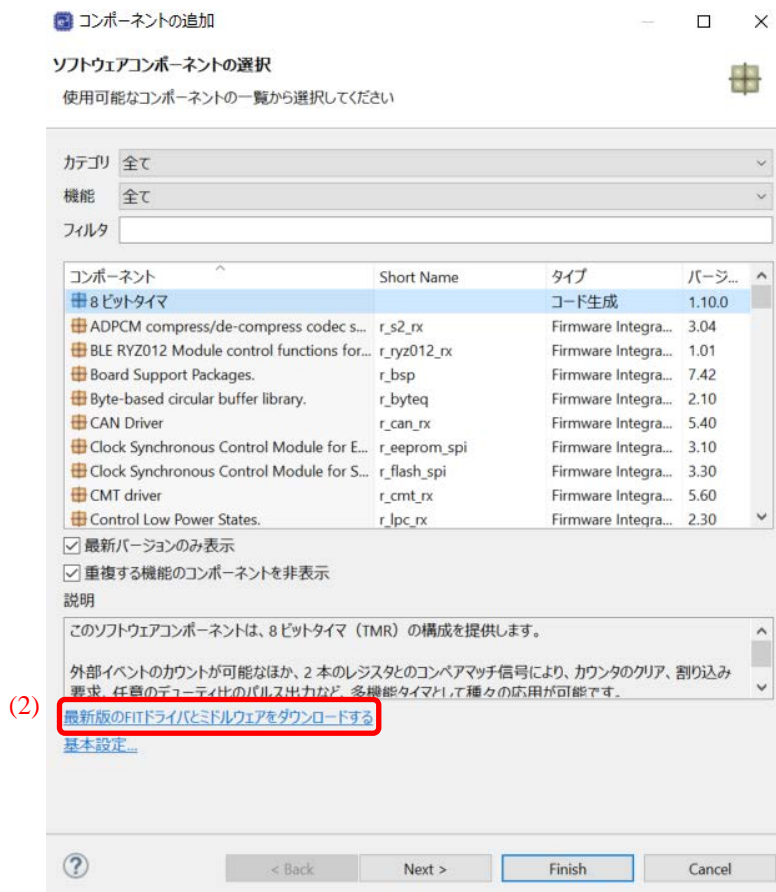 コンポーネントの追加
ソフトウェアコンポーネントの選択
使用可能なコンポーネントの一覧から選択してください
カテゴリ 全て
機能 全て
フィルタ
コンポーネント Short Name タイプ バージ...
8 ビットタイマ コード生成 1.10.0
ADPCM compress/de-compress codec s... r_s2_rx Firmware Integra... 3.04
BLE RYZ012 Module control functions for... r_ryz012_rx Firmware Integra... 1.01
Board Support Packages. r_bsp Firmware Integra... 7.42
Byte-based circular buffer library. r_byteq Firmware Integra... 2.10
CAN Driver r_can_rx Firmware Integra... 5.40
Clock Synchronous Control Module for E... r_eeprom_spi Firmware Integra... 3.10
Clock Synchronous Control Module for S... r_flash_spi Firmware Integra... 3.30
CMT driver r_cmt_rx Firmware Integra... 5.60
Control Low Power States. r_lpc_rx Firmware Integra... 2.30
最新バージョンのみ表示
重複する機能のコンポーネントを非表示
説明
このソフトウェアコンポーネントは、8 ビットタイマ（TMR）の構成を提供します。
外部イベントのカウントが可能なほか、2 本のレジスタとのコンペアマッチ信号により、カウンタのクリア、割り込み
要求、任意のデューティ比のパルス出力など、多機能タイマとして種々の応用が可能です。
(2) 最新版のFITドライバとミドルウェアをダウンロードする
基本設定...
? < Back Next > Finish Cancel